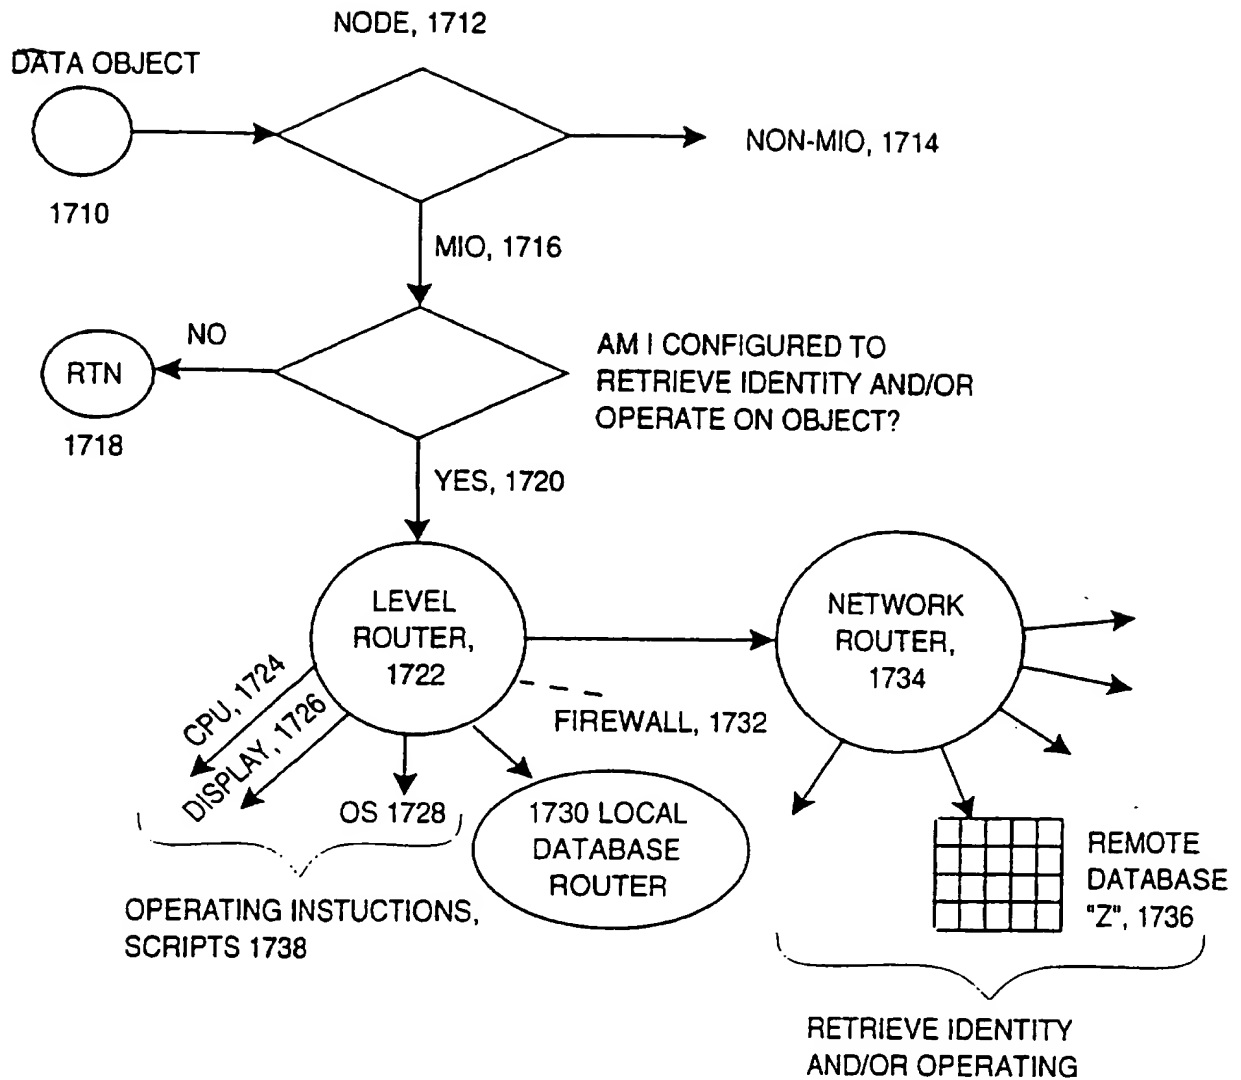 NODE, 1712
DATA OBJECT
NON-MIO, 1714
1710
MIO, 1716
NO
RTN
1718
AM I CONFIGURED TO
RETRIEVE IDENTITY AND/OR
OPERATE ON OBJECT?
YES, 1720
LEVEL
ROUTER,
1722
NETWORK
ROUTER,
1734
CPU, 1724
DISPLAY, 1726
FIREWALL, 1732
OS 1728
1730 LOCAL
DATABASE
ROUTER
REMOTE
DATABASE
"Z", 1736
OPERATING INSTUCTIONS,
SCRIPTS 1738
RETRIEVE IDENTITY
AND/OR OPERATING